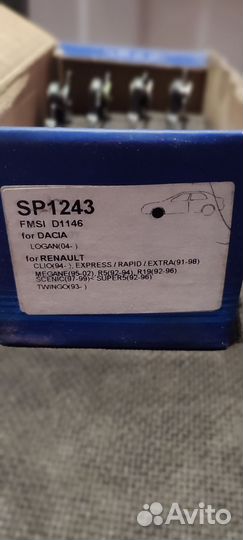 SP1243
FMSI D1146
for DACIA
LOGAN(04- )
for RENAULT
CLIO(94- ), EXPRESS / RAPID / EXTRA(91-98)
MEGANE(95-02), R5(92-94), R19(92-96)
SCENIC(97-99), SUPER5(92-96)
TWINGO(93- )
Avito